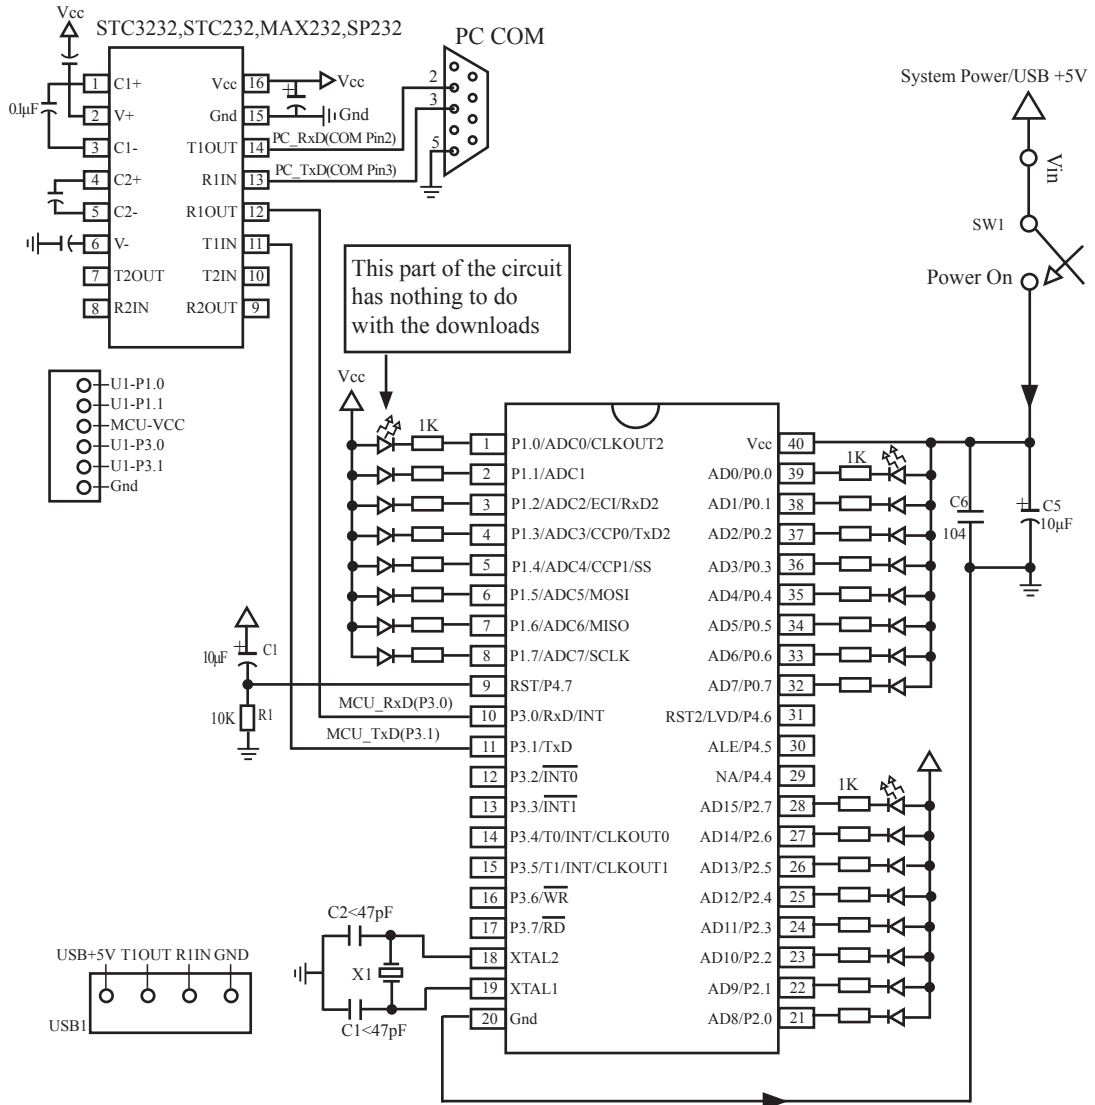 Vcc
STC3232,STC232,MAX232,SP232
PC COM
System Power/USB +5V
Vin
SW1
Power On
0.1μF
1 C1+ Vcc 16 Vcc
2 V+ Gnd 15 Gnd
3 C1- T1OUT 14 PC_RxD(COM Pin2)
4 C2+ R1IN 13 PC_TxD(COM Pin3)
5 C2- R1OUT 12
6 V- T1IN 11
7 T2OUT T2IN 10
8 R2IN R2OUT 9
2
3
5
This part of the circuit
has nothing to do
with the downloads
U1-P1.0
U1-P1.1
MCU-VCC
U1-P3.0
U1-P3.1
Gnd
Vcc
1K
1 P1.0/ADC0/CLKOUT2 Vcc 40
2 P1.1/ADC1 AD0/P0.0 39 1K
3 P1.2/ADC2/ECI/RxD2 AD1/P0.1 38
4 P1.3/ADC3/CCP0/TxD2 AD2/P0.2 37
5 P1.4/ADC4/CCP1/SS AD3/P0.3 36
6 P1.5/ADC5/MOSI AD4/P0.4 35
7 P1.6/ADC6/MISO AD5/P0.5 34
8 P1.7/ADC7/SCLK AD6/P0.6 33
9 RST/P4.7 AD7/P0.7 32
MCU_RxD(P3.0) 10 P3.0/RxD/INT RST2/LVD/P4.6 31
MCU_TxD(P3.1) 11 P3.1/TxD ALE/P4.5 30
12 P3.2/INT0 NA/P4.4 29
13 P3.3/INT1 AD15/P2.7 28 1K
14 P3.4/T0/INT/CLKOUT0 AD14/P2.6 27
15 P3.5/T1/INT/CLKOUT1 AD13/P2.5 26
16 P3.6/WR AD12/P2.4 25
17 P3.7/RD AD11/P2.3 24
18 XTAL2 AD10/P2.2 23
19 XTAL1 AD9/P2.1 22
20 Gnd AD8/P2.0 21
C6
104
+ C5
10μF
+
10μF C1
10K R1
C2<47pF
X1
C1<47pF
USB+5V T1OUT R1IN GND
USB1